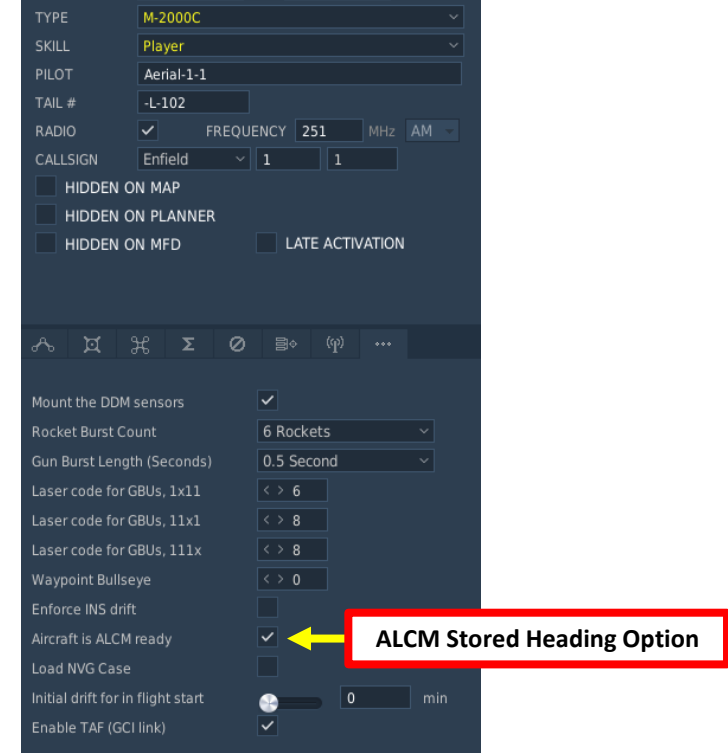 TYPE M-2000C
SKILL Player
PILOT Aerial-1-1
TAIL # -L-102
RADIO FREQUENCY 251 MHz AM
CALLSIGN Enfield 1 1
HIDDEN ON MAP
HIDDEN ON PLANNER
HIDDEN ON MFD LATE ACTIVATION
Mount the DDM sensors
Rocket Burst Count 6 Rockets
Gun Burst Length (Seconds) 0.5 Second
Laser code for GBUs, 1x11 < > 6
Laser code for GBUs, 11x1 < > 8
Laser code for GBUs, 111x < > 8
Waypoint Bullseye < > 0
Enforce INS drift
Aircraft is ALCM ready ALCM Stored Heading Option
Load NVG Case
Initial drift for in flight start 0 min
Enable TAF (GCI link)